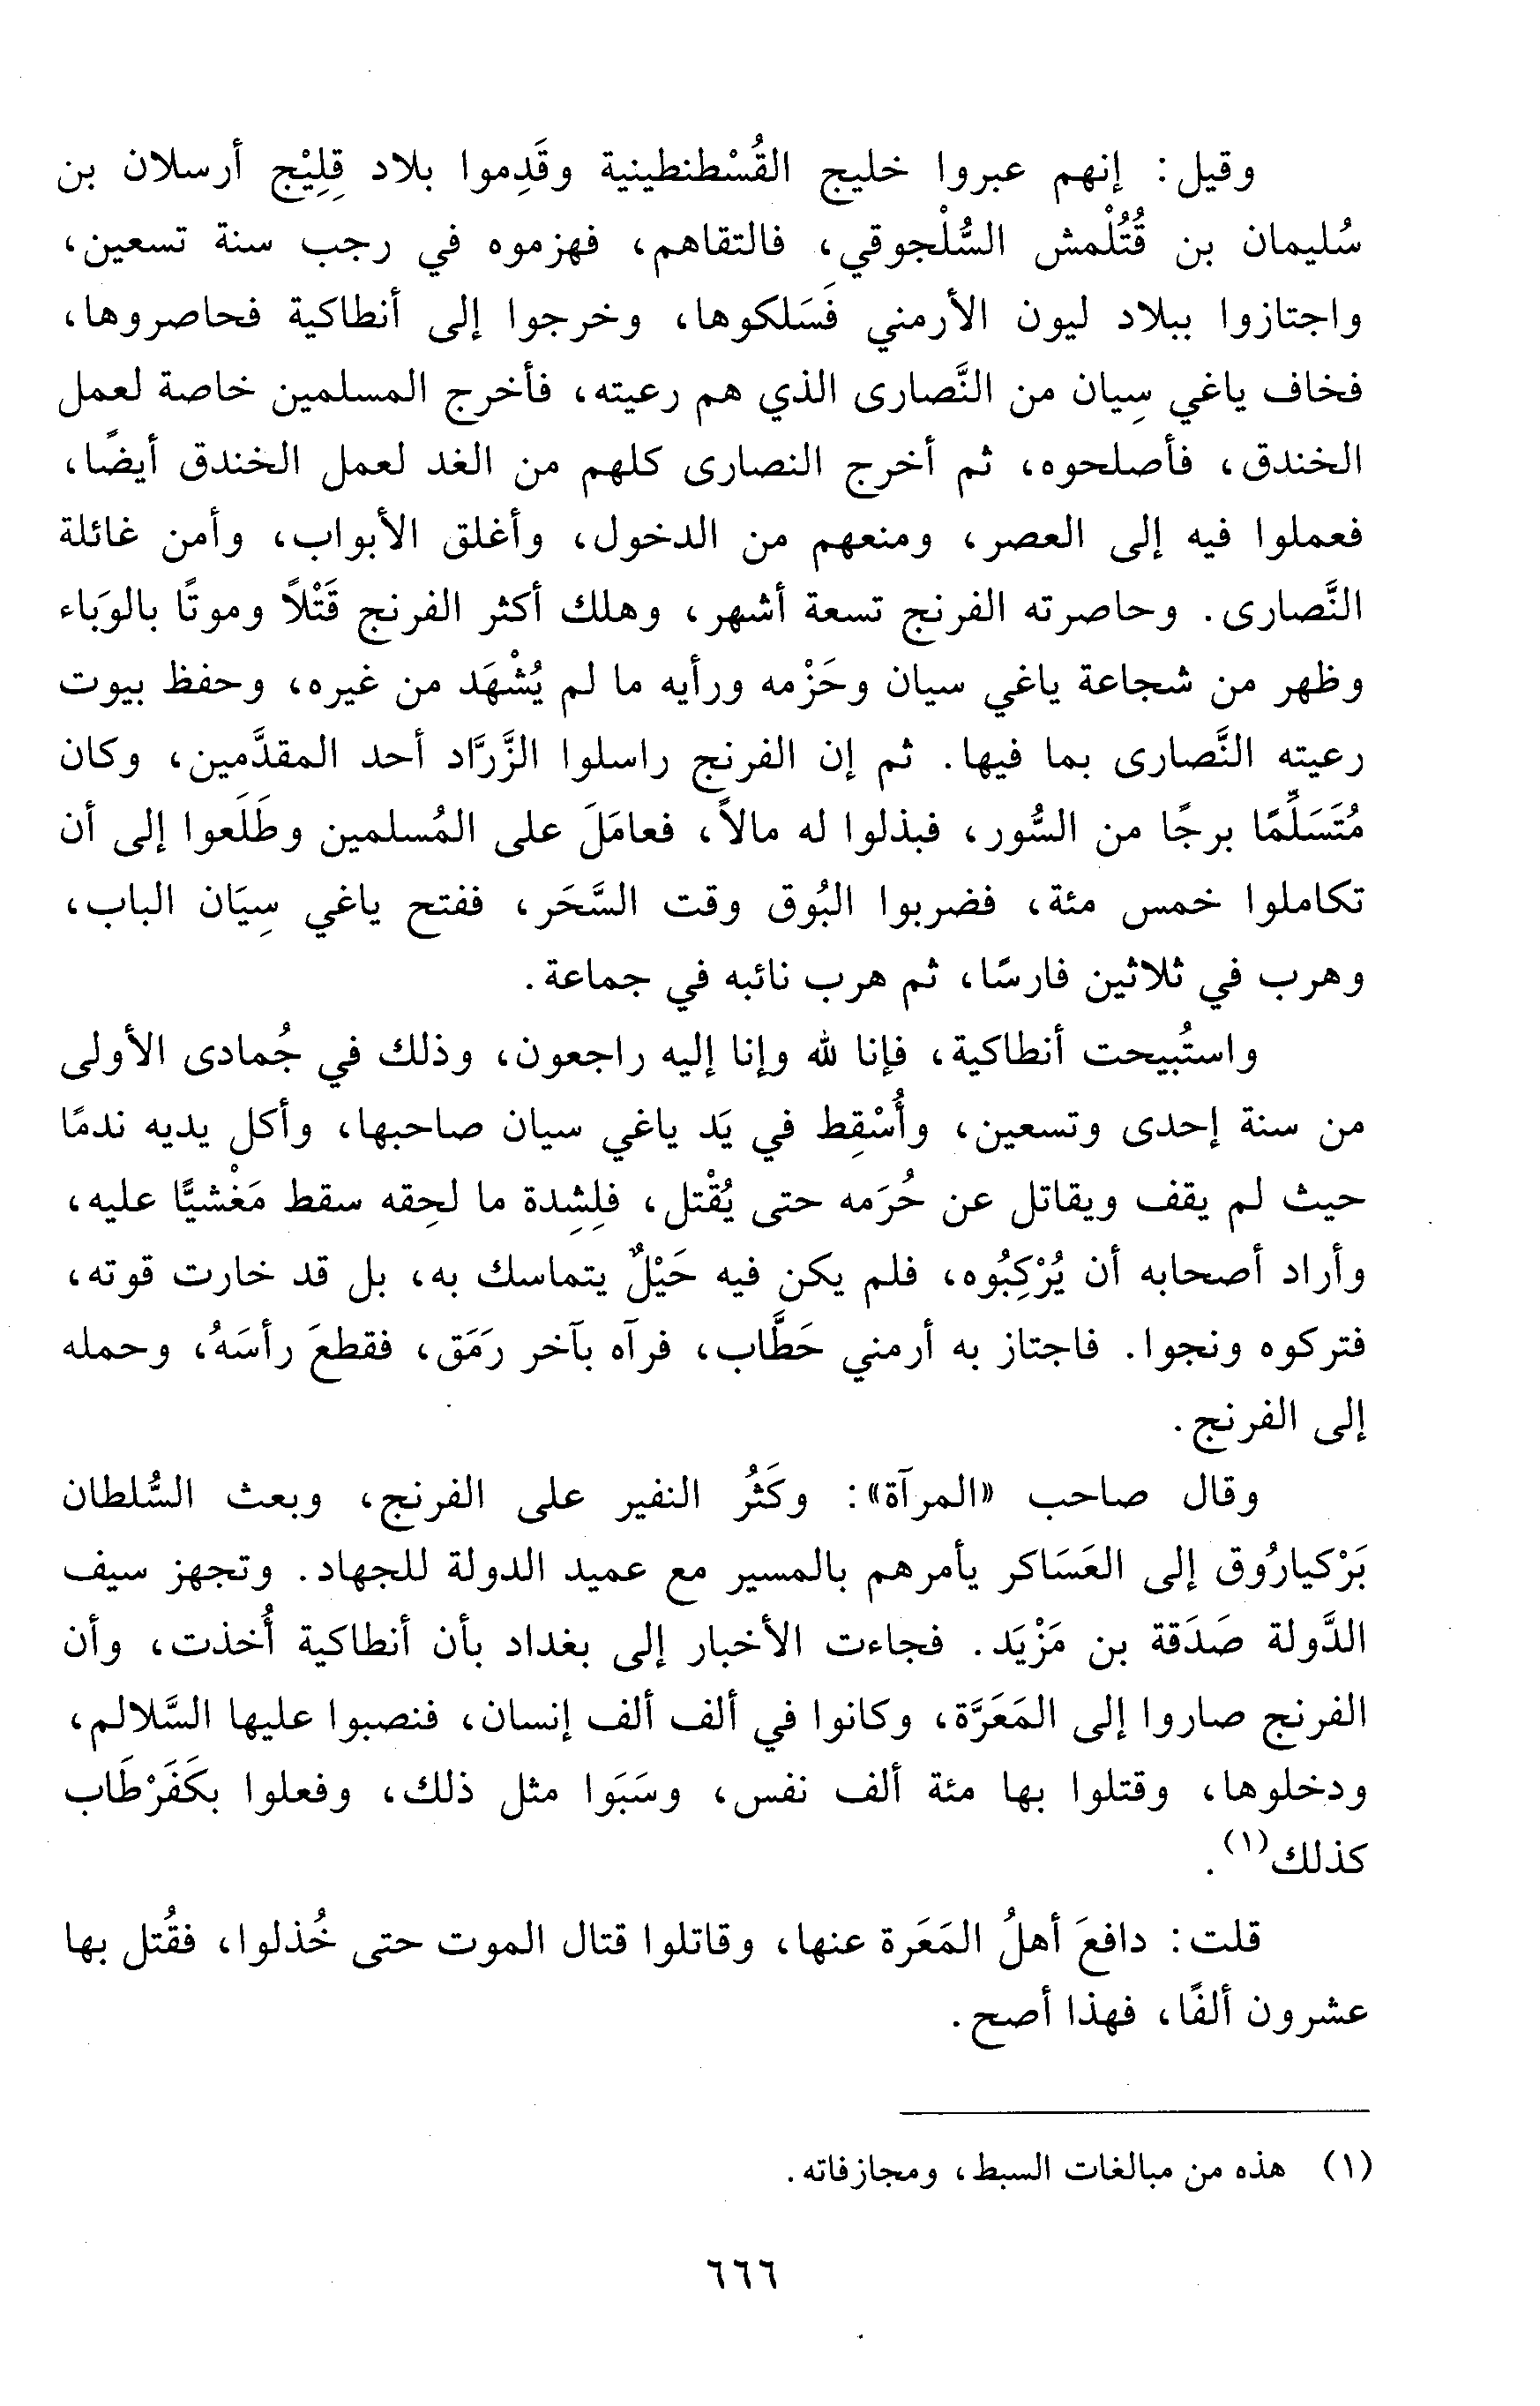 وقيل: إنهم عبروا خليج القُسْطنطينية وقَدِموا بلاد قِلِيْج أرسلان بن
سُليمان بن قُتُلْمش السُّلْجوقي، فالتقاهم، فهزموه في رجب سنة تسعين،
واجتازوا ببلاد ليون الأرمني فَسَلكوها، وخرجوا إلى أنطاكية فحاصروها،
فخاف ياغي سِيان من النَّصارى الذي هم رعيته، فأخرج المسلمين خاصة لعمل
الخندق، فأصلحوه، ثم أخرج النصارى كلهم من الغد لعمل الخندق أيضًا،
فعملوا فيه إلى العصر، ومنعهم من الدخول، وأغلق الأبواب، وأمن غائلة
النَّصارى. وحاصرته الفرنج تسعة أشهر، وهلك أكثر الفرنج قَتْلاً وموتًا بالوَباء
وظهر من شجاعة ياغي سيان وحَزْمه ورأيه ما لم يُشْهَد من غيره، وحفظ بيوت
رعيته النَّصارى بما فيها. ثم إن الفرنج راسلوا الزَّرَّاد أحد المقدَّمين، وكان
مُتَسَلِّمًا برجًا من السُّور، فبذلوا له مالاً، فعامَلَ على المُسلمين وطَلَعوا إلى أن
تكاملوا خمس مئة، فضربوا البُوق وقت السَّحَر، ففتح ياغي سِيَان الباب،
وهرب في ثلاثين فارسًا، ثم هرب نائبه في جماعة.
واستُبيحت أنطاكية، فإنا لله وإنا إليه راجعون، وذلك في جُمادى الأولى
من سنة إحدى وتسعين، وأُسْقِط في يَد ياغي سيان صاحبها، وأكل يديه ندمًا
حيث لم يقف ويقاتل عن حُرَمه حتى يُقْتل، فلِشِدة ما لحِقه سقط مَغْشيًّا عليه،
وأراد أصحابه أن يُرْكِبُوه، فلم يكن فيه حَيْلٌ يتماسك به، بل قد خارت قوته،
فتركوه ونجوا. فاجتاز به أرمني حَطَّاب، فرآه بآخر رَمَق، فقطعَ رأسَهُ، وحمله
إلى الفرنج.
وقال صاحب «المرآة»: وكَثُر النفير على الفرنج، وبعث السُّلطان
بَرْكيارُوق إلى العَسَاكر يأمرهم بالمسير مع عميد الدولة للجهاد. وتجهز سيف
الدَّولة صَدَقة بن مَزْيَد. فجاءت الأخبار إلى بغداد بأن أنطاكية أُخذت، وأن
الفرنج صاروا إلى المَعَرَّة، وكانوا في ألف ألف إنسان، فنصبوا عليها السَّلالم،
ودخلوها، وقتلوا بها مئة ألف نفس، وسَبَوا مثل ذلك، وفعلوا بكَفَرْطَاب
كذلك(١).
قلت: دافعَ أهلُ المَعَرة عنها، وقاتلوا قتال الموت حتى خُذلوا، فقُتل بها
عشرون ألفًا، فهذا أصح.
(١) هذه من مبالغات السبط، ومجازفاته.
٦٦٦